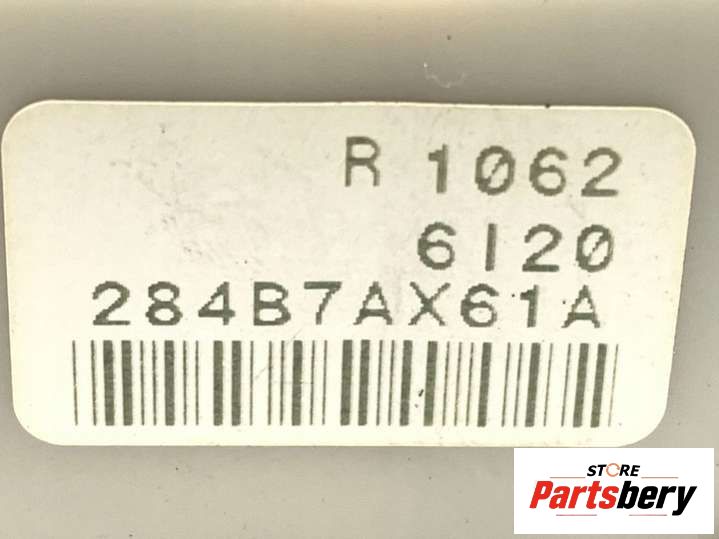 R 1062
6I20
284B7AX61A
STORE
Partsbery